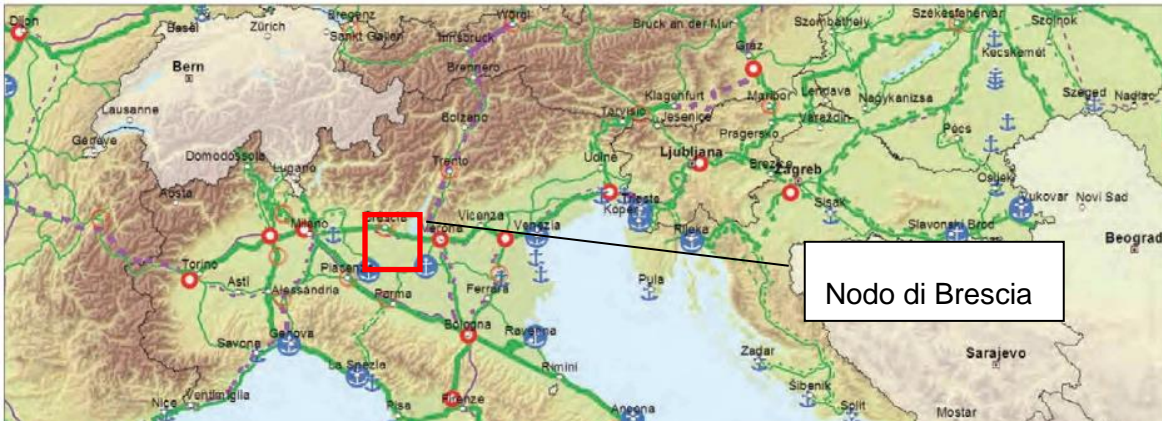 Dijon
Basel
Zürich
Bregenz
Sankt Gallen
Innsbruck
Wörgl
Bruck an der Mur
Graz
Szombathely
Székesfehérvár
Szolnok
Kecskemét
Bern
Brennero
Lausanne
Genève
Bolzano
Klagenfurt
Maribor
Lendava
Nagykanizsa
Szeged
Nadlac
Tarvisio
Jesenice
Varaždin
Pragersko
Pécs
Domodossola
Lugano
Trento
Udine
Ljubljana
Brezice
Zagreb
Osijek
Aosta
Vukovar
Novi Sad
Milano
Brescia
Verona
Vicenza
Venezia
Trieste
Koper
Rijeka
Sisak
Slavonski Brod
Beograd
Torino
Asti
Piacenza
Alessandria
Parma
Ferrara
Pula
Nodo di Brescia
Genova
Savona
Bologna
Ravenna
La Spezia
Rimini
Zadar
Sarajevo
Nice
Ventimiglia
Pisa
Firenze
Ancona
Šibenik
Split
Mostar